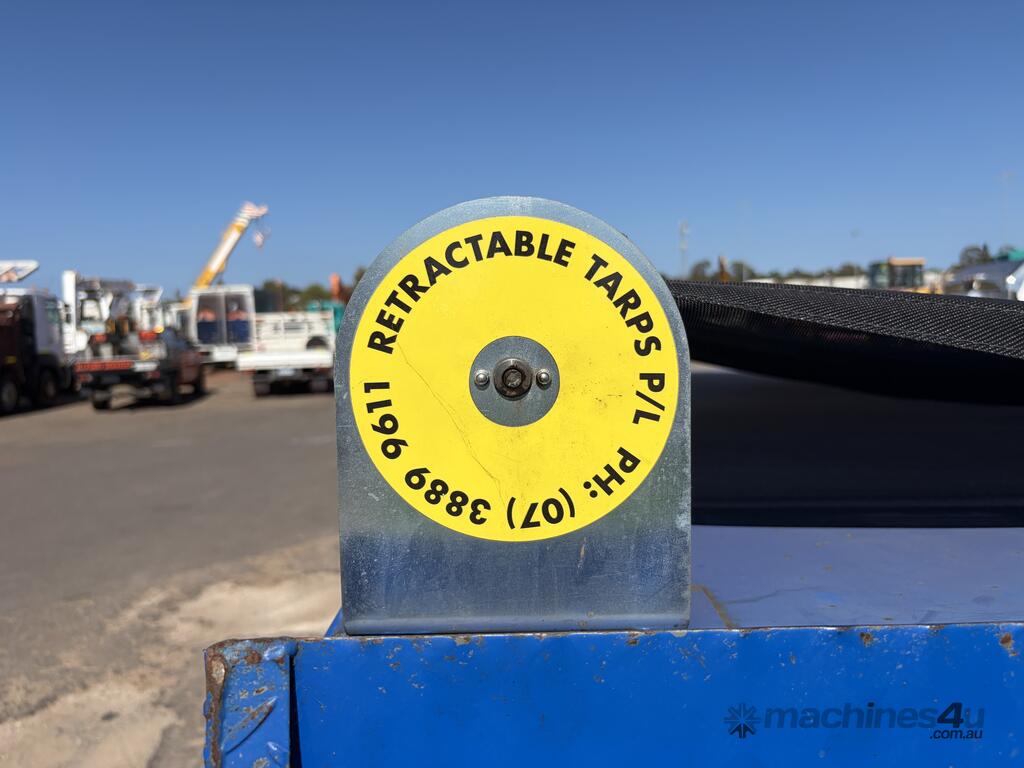 RETRACTABLE TARPS P/L PH: (07) 3889 9611
machines4u
.com.au